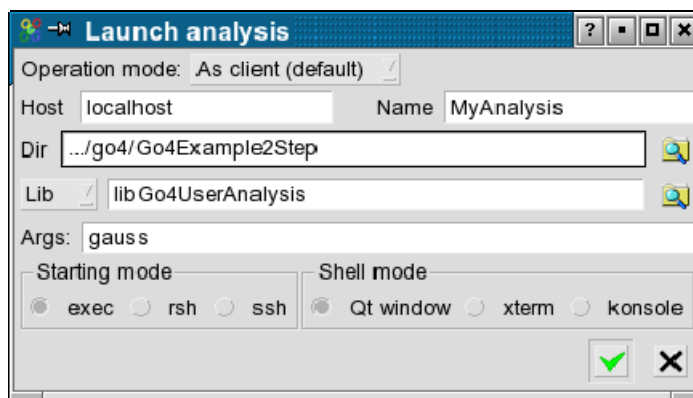 Launch analysis ?
Operation mode: As client (default)
Host localhost Name MyAnalysis
Dir .../go4/Go4Example2Step
Lib libGo4UserAnalysis
Args: gauss
Starting mode Shell mode
exec rsh ssh Qt window xterm konsole